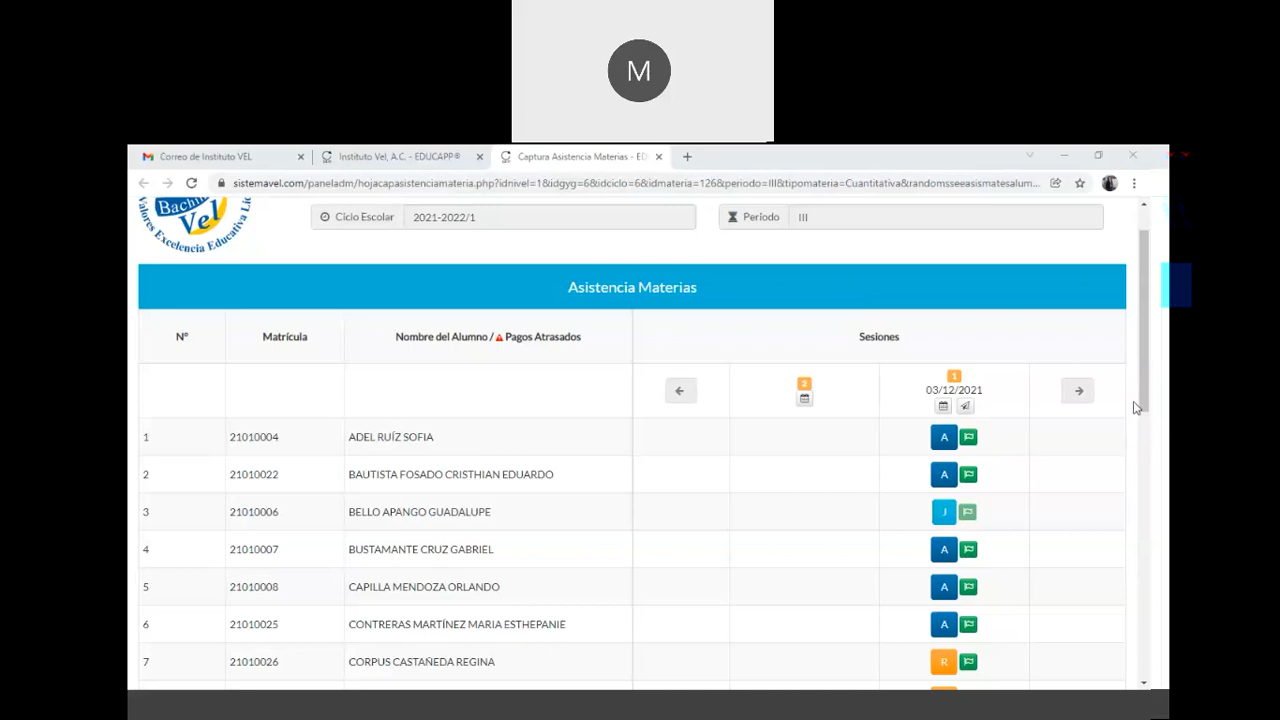 M
Correo de Instituto VEL
Instituto Vel, A.C. - EDUCAPP®
Captura Asistencia Materias - ED
sistemavel.com/paneladm/hojacapasistenciamateria.php?idnivel=1&idgyg=6&idciclo=6&idmateria=126&periodo=III&tipomateria=Cuantitativa&randomsseeasismatesalum...
Bachi
Vel
Valores Excelencia Educativa Li
Ciclo Escolar 2021-2022/1
Periodo III
Asistencia Materias
N° Matrícula Nombre del Alumno / Pagos Atrasados Sesiones
2 1
03/12/2021
1 21010004 ADEL RUÍZ SOFIA A
2 21010022 BAUTISTA FOSADO CRISTHIAN EDUARDO A
3 21010006 BELLO APANGO GUADALUPE J
4 21010007 BUSTAMANTE CRUZ GABRIEL A
5 21010008 CAPILLA MENDOZA ORLANDO A
6 21010025 CONTRERAS MARTÍNEZ MARIA ESTHEPANIE A
7 21010026 CORPUS CASTAÑEDA REGINA R